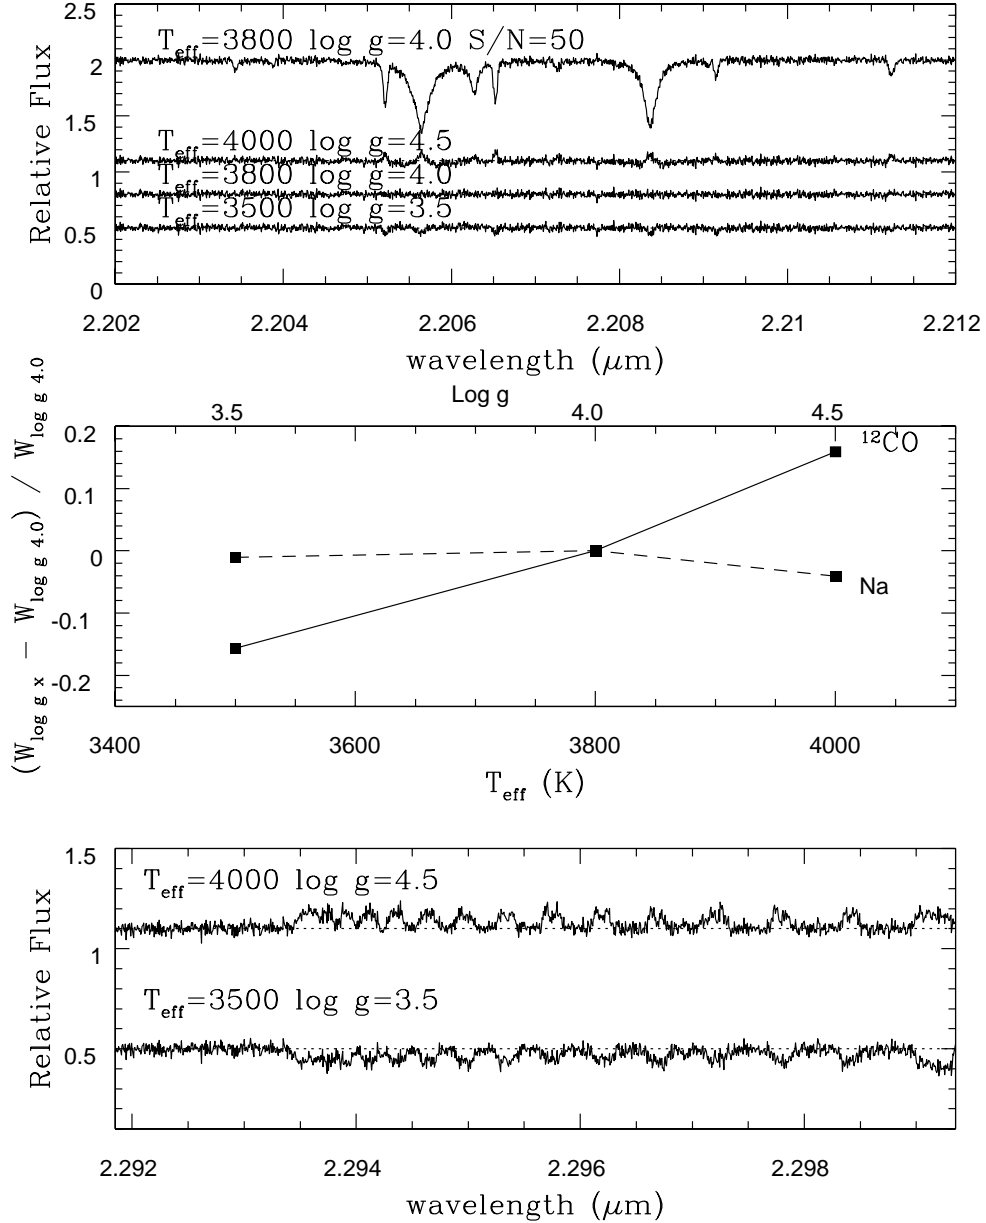 2.5
T_eff=3800 log g=4.0 S/N=50
2
1.5
T_eff=4000 log g=4.5
1
T_eff=3800 log g=4.0
T_eff=3500 log g=3.5
0.5
0
Relative Flux
2.202 2.204 2.206 2.208 2.21 2.212
wavelength (μm)
Log g
3.5 4.0 4.5
0.2
¹²CO
0.1
0
Na
-0.1
-0.2
(W_log g x − W_log g 4.0) / W_log g 4.0
3400 3600 3800 4000
T_eff (K)
1.5
T_eff=4000 log g=4.5
1
T_eff=3500 log g=3.5
0.5
Relative Flux
2.292 2.294 2.296 2.298
wavelength (μm)